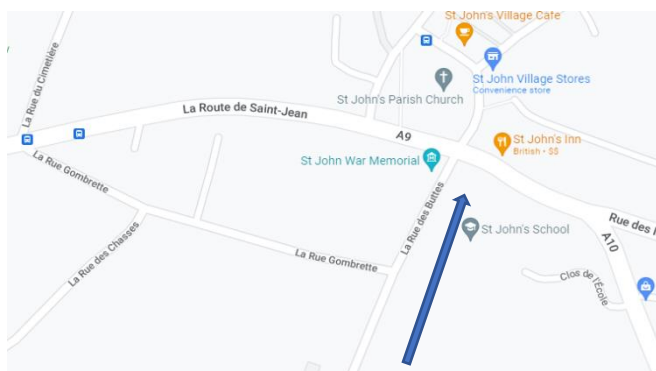 St John's Village Cafe
La Rue du Cimetière
St John Village Stores
Convenience store
St John's Parish Church
La Route de Saint-Jean
A9
St John's Inn
British • $$
St John War Memorial
La Rue Gombrette
La Rue des Buttes
La Rue des Chasses
St John's School
Rue des
A10
La Rue Gombrette
Clos de l'École